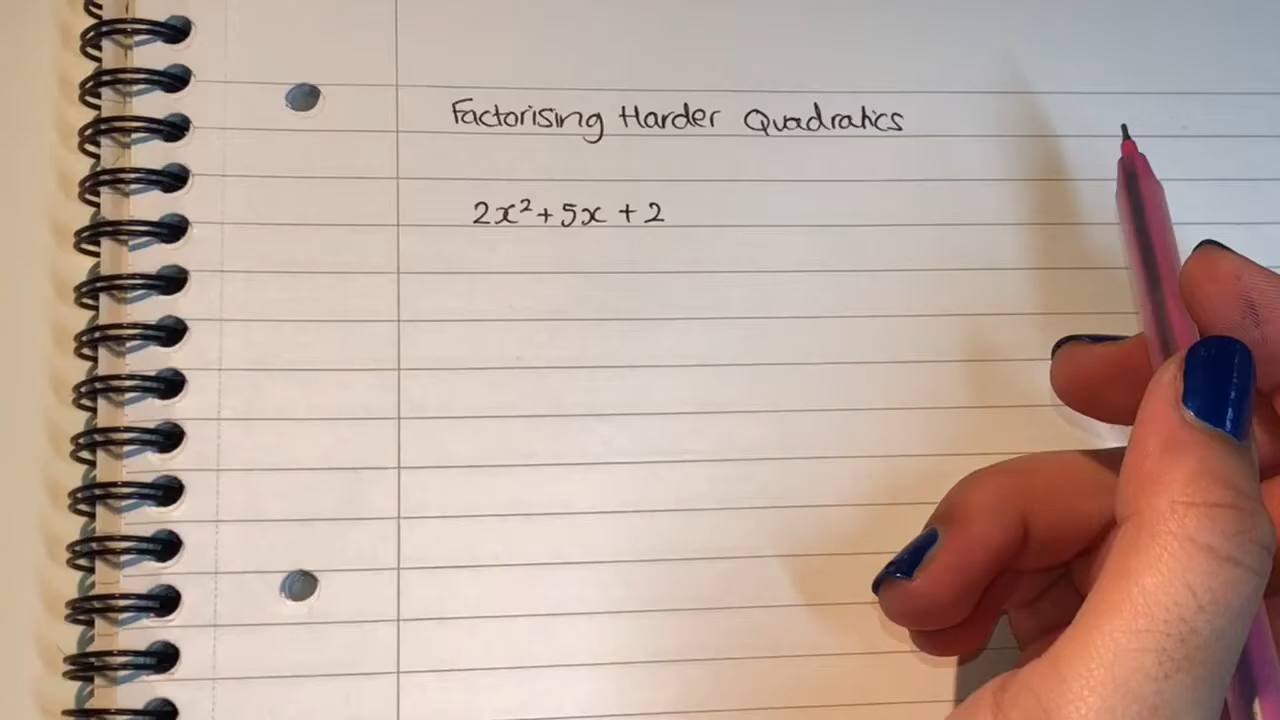 Factorising Harder Quadratics
2x² + 5x + 2